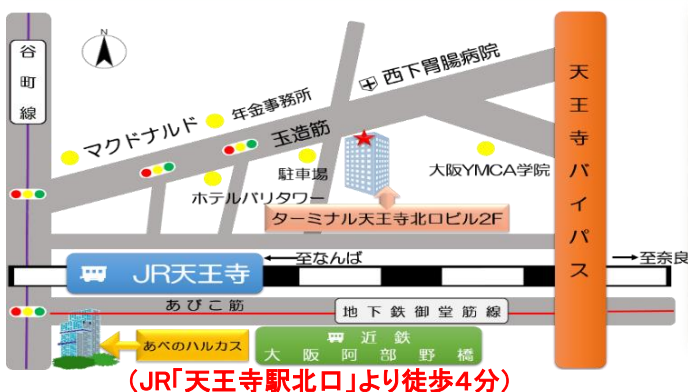 N
谷町線
マクドナルド
年金事務所
西下胃腸病院
玉造筋
天王寺バイパス
駐車場
大阪YMCA学院
ホテルバリタワー
ターミナル天王寺北口ビル2F
JR天王寺
至なんば
至奈良
あびこ筋
地下鉄御堂筋線
あべのハルカス
近鉄
大阪阿部野橋
(JR「天王寺駅北口」より徒歩4分)